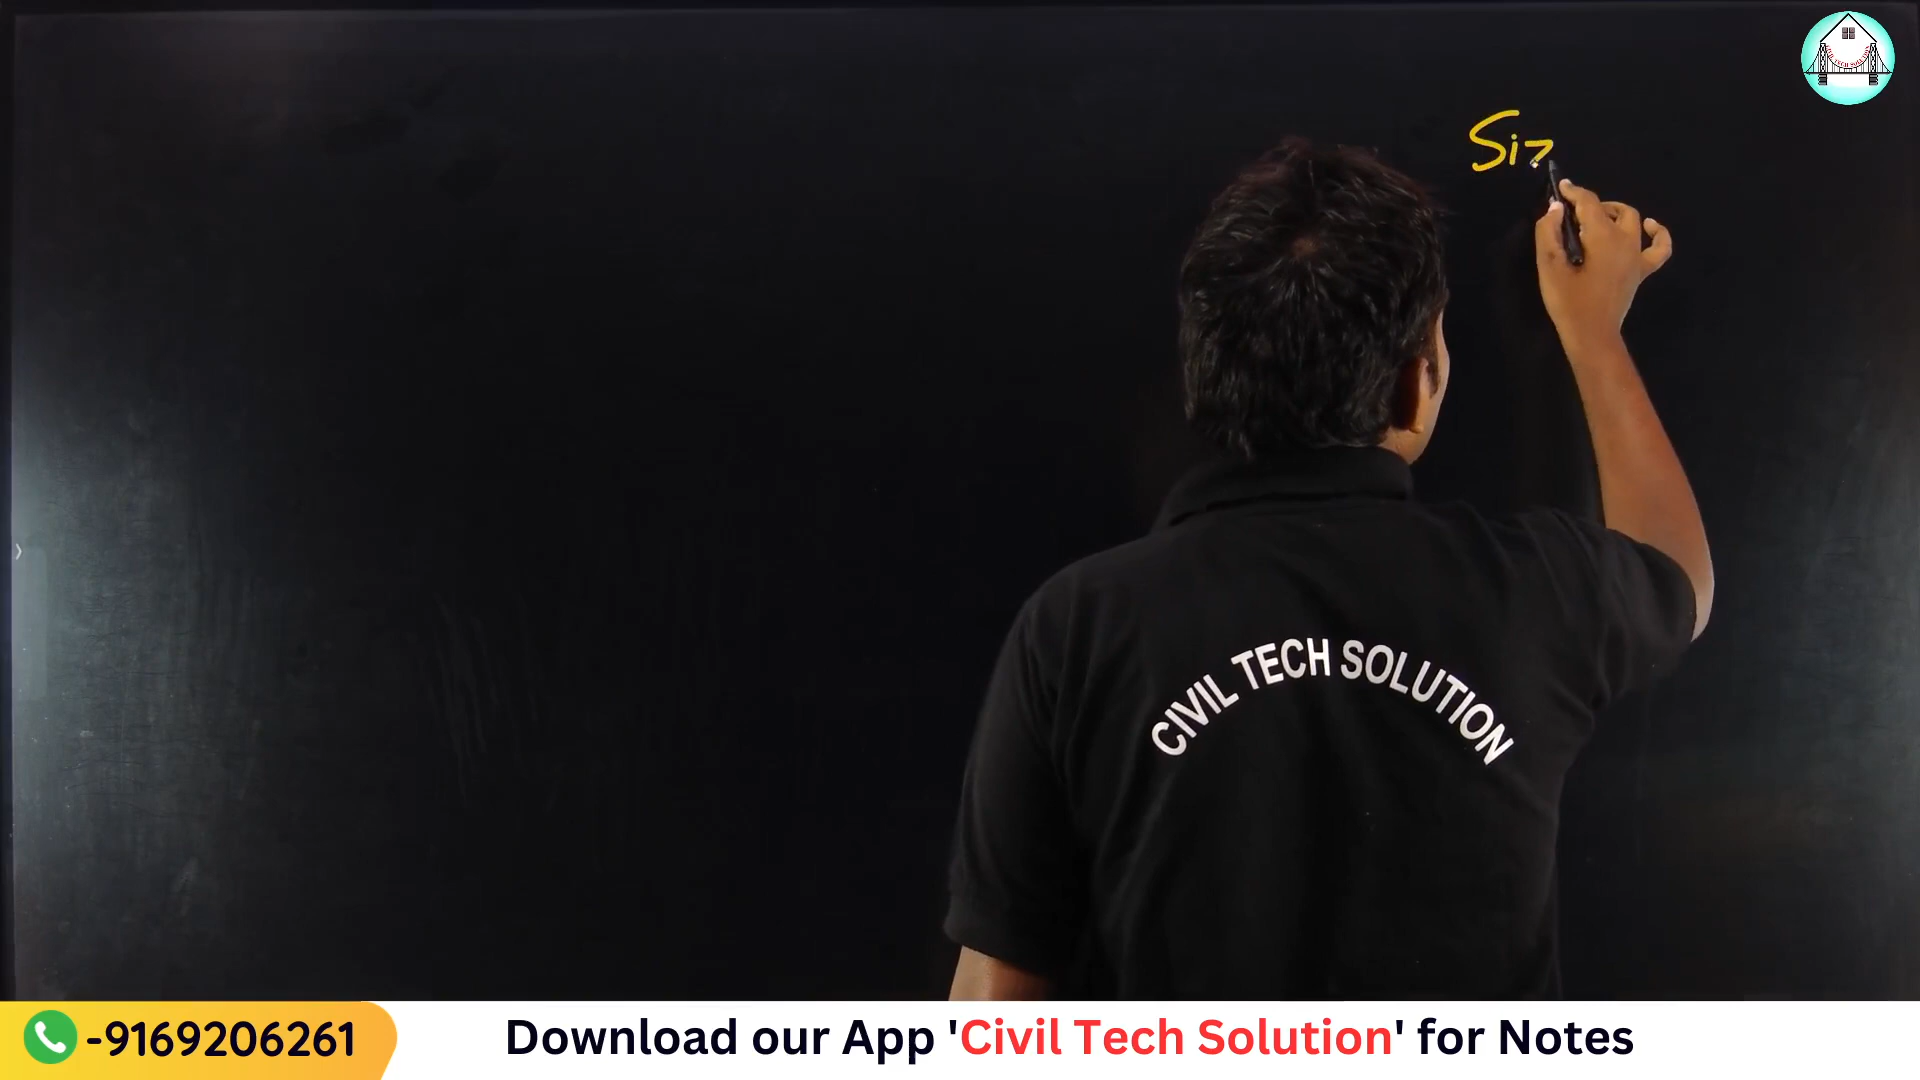 Siz
CIVIL TECH SOLUTION
-9169206261
Download our App 'Civil Tech Solution' for Notes